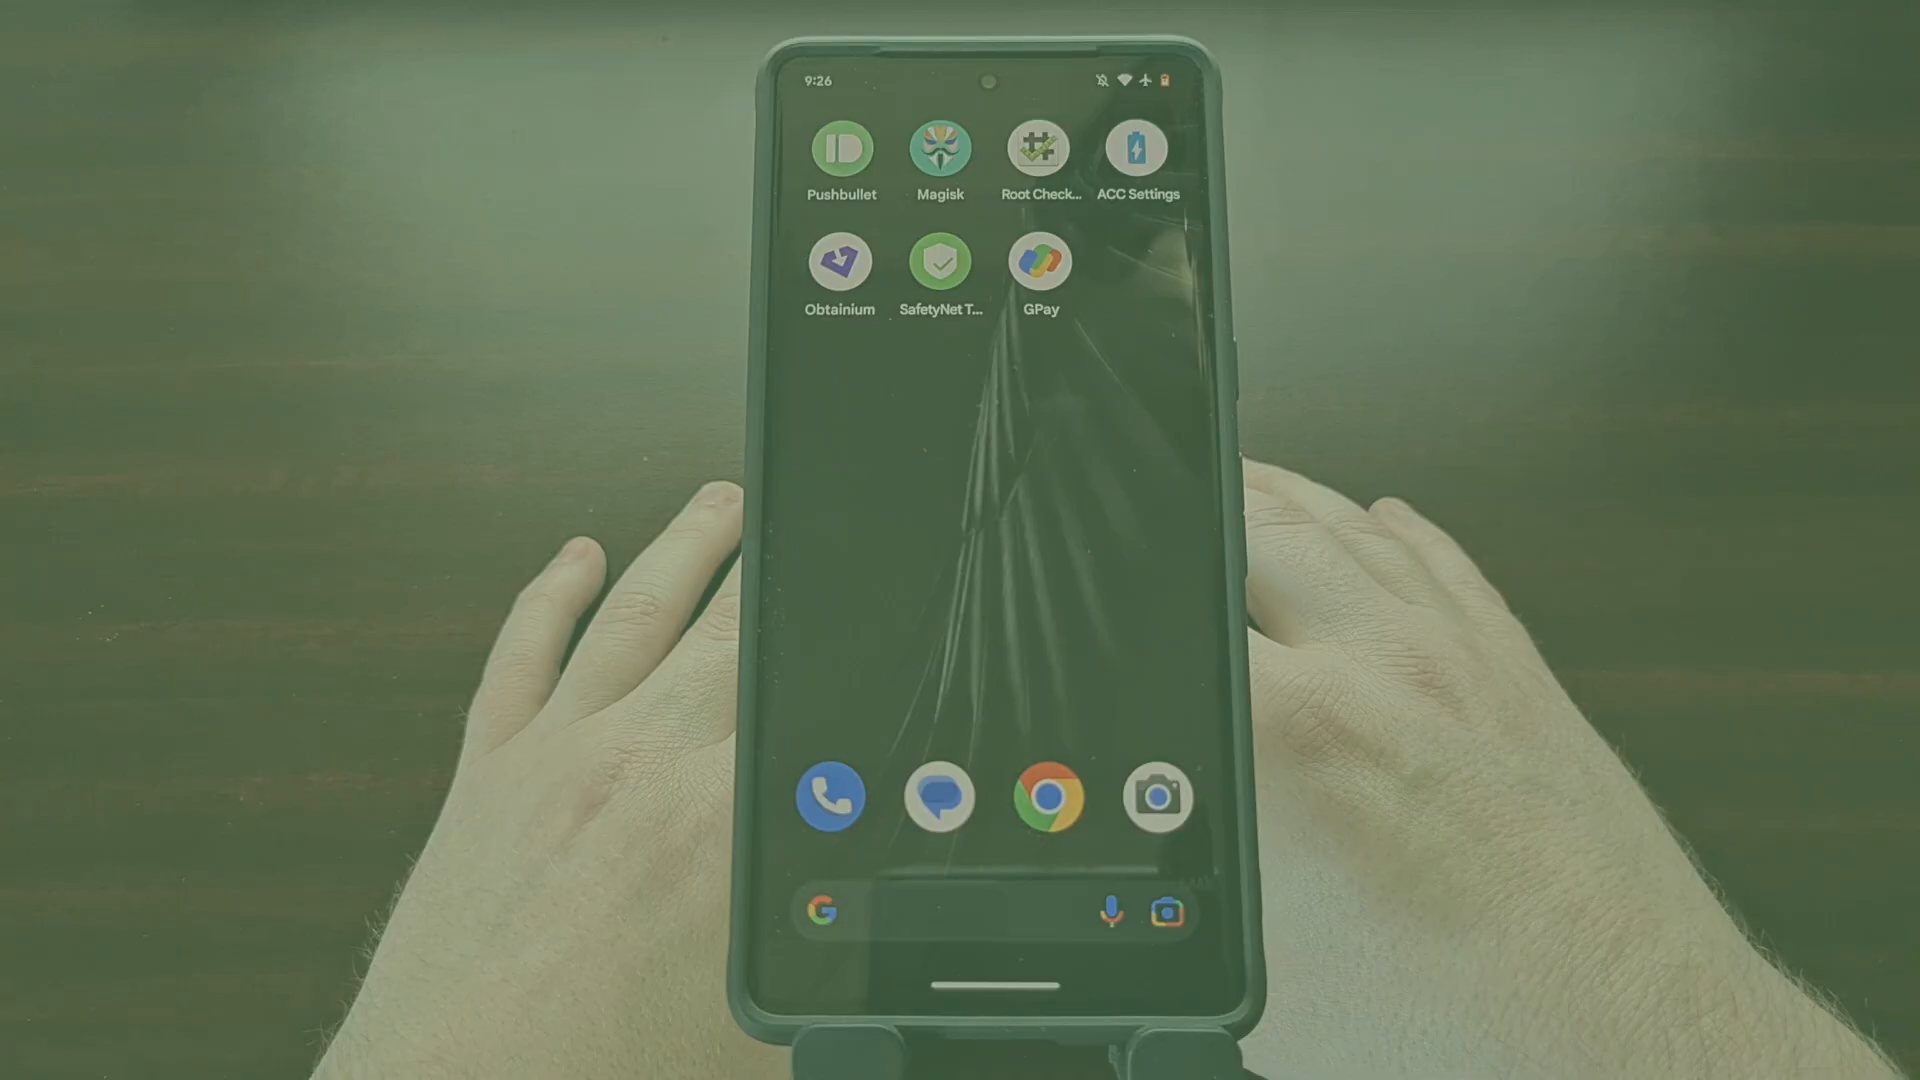 9:26
Pushbullet
Magisk
Root Check...
ACC Settings
Obtainium
SafetyNet T...
GPay